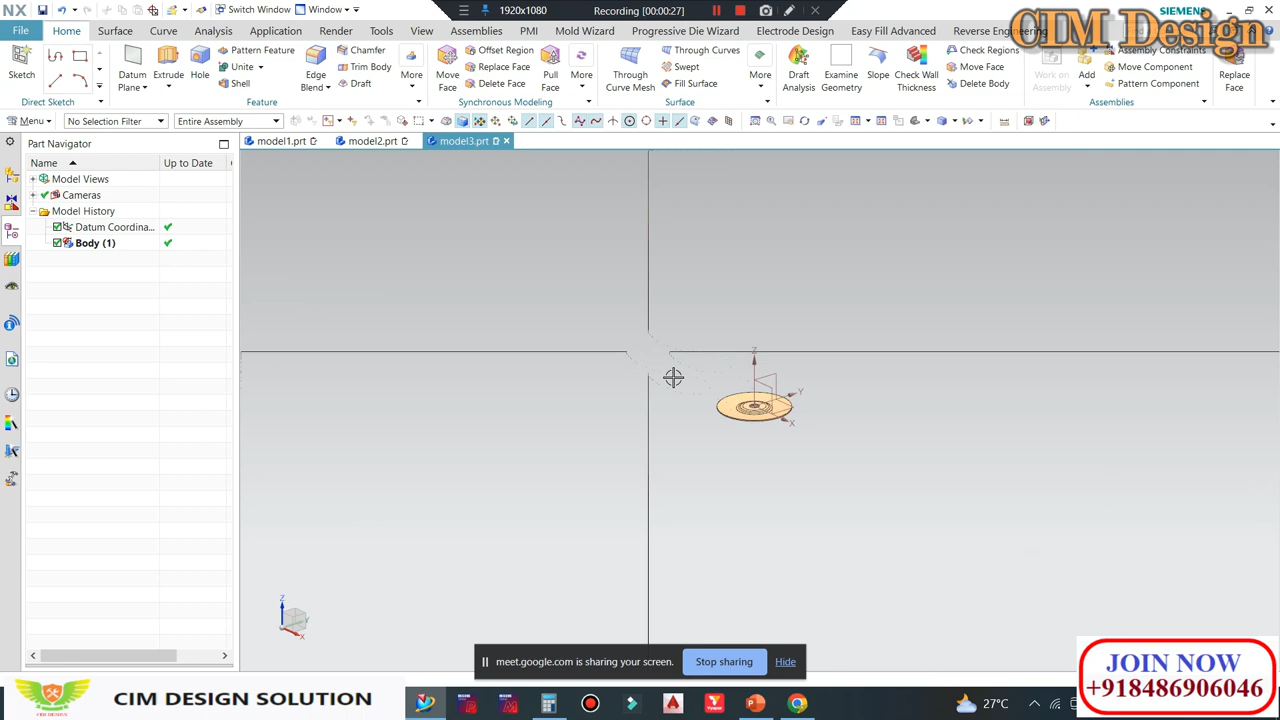 NX Switch Window Window 1920x1080 Recording [00:00:27] SIEMENS
CIM Design
File Home Surface Curve Analysis Application Render Tools View Assemblies PMI Mold Wizard Progressive Die Wizard Electrode Design Easy Fill Advanced Reverse Engineering
Pattern Feature Chamfer Offset Region Through Curves Check Regions Assembly Constraints
Unite Trim Body Replace Face Swept Move Face Move Component
Shell Draft Delete Face Fill Surface Delete Body Pattern Component
Sketch Datum Plane Extrude Hole Edge Blend More Move Face Pull Face More Through Curve Mesh More Draft Analysis Examine Geometry Slope Check Wall Thickness Work on Assembly Add Replace Face
Direct Sketch Feature Synchronous Modeling Surface Assemblies
Menu No Selection Filter Entire Assembly
Part Navigator model1.prt model2.prt model3.prt
Name Up to Date
Model Views
Cameras
Model History
Datum Coordina...
Body (1)
Z
Y
X
Z
Y
X
meet.google.com is sharing your screen. Stop sharing Hide
CIM DESIGN SOLUTION
27°C
JOIN NOW
+918486906046